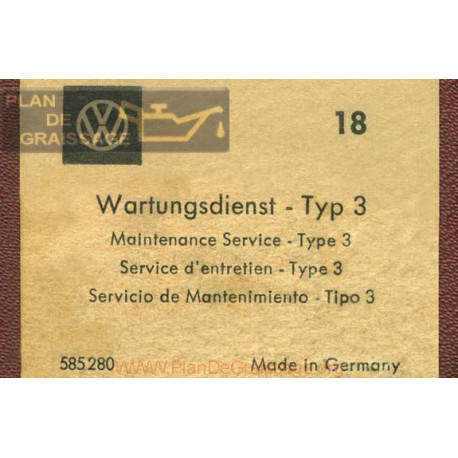 PLAN
DE
GRAISSAGE
18
Wartungsdienst - Typ 3
Maintenance Service - Type 3
Service d'entretien - Type 3
Servicio de Mantenimiento - Tipo 3
585280 Made in Germany
www.PlanDeGraissage.org